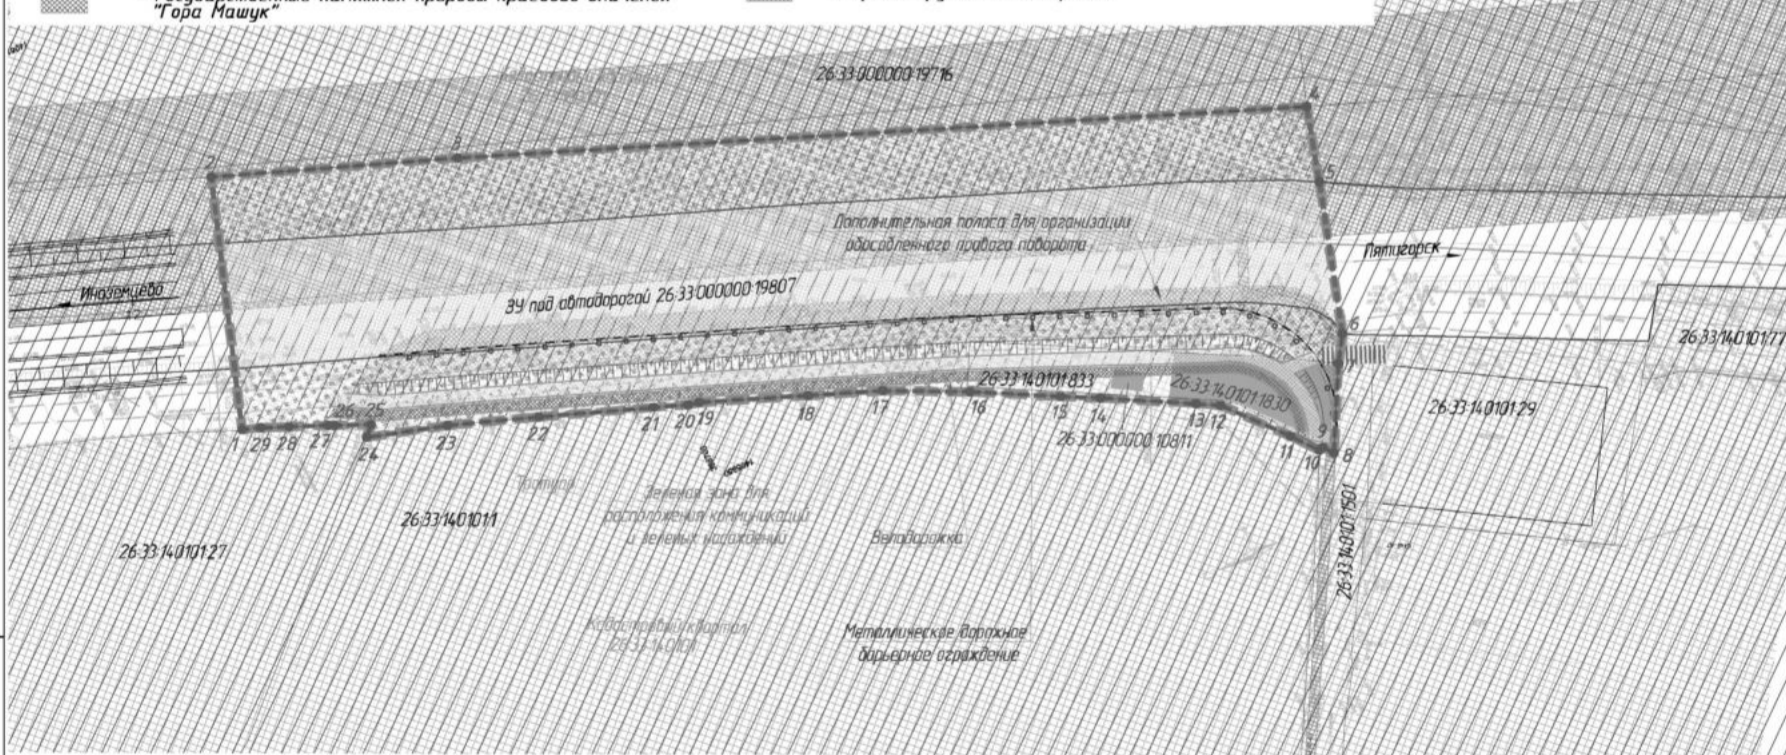 "Гора Машук"
26:33:000000:19716
4
3
2
5
Дополнительная полоса для организации
обособленного правого поворота
Пятигорск
Иноземцево
ЗУ под автодорогой 26:33:000000:19807
6
26:33:140101:77
7
26:33:140101:833
26:33:140101:1830
26:33:140101:29
1 29 28 27 26 25 24 23 22 21 20 19 18 17 16 15 14 13 12 11 10 9 8
26:33:000000:10811
Тротуар
Зеленая зона для
расположения коммуникаций
и зеленых насаждений
Велодорожка
26:33:140101:1
26:33:140101:27
26:33:140101:1501
Кадастровый квартал
26:33:140101
Металлическое дорожное
барьерное ограждение